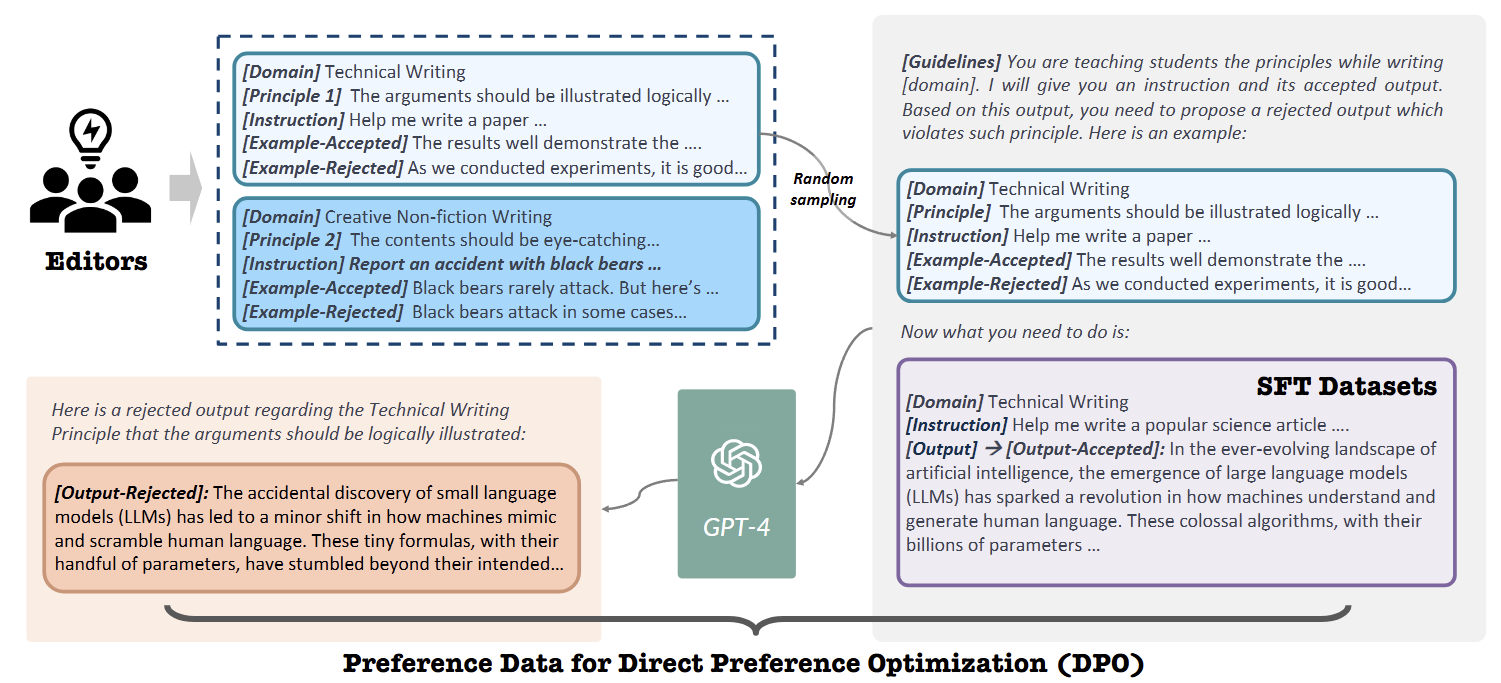 Editors
[Domain] Technical Writing
[Principle 1] The arguments should be illustrated logically ...
[Instruction] Help me write a paper ...
[Example-Accepted] The results well demonstrate the ....
[Example-Rejected] As we conducted experiments, it is good...
[Domain] Creative Non-fiction Writing
[Principle 2] The contents should be eye-catching...
[Instruction] Report an accident with black bears ...
[Example-Accepted] Black bears rarely attack. But here's ...
[Example-Rejected] Black bears attack in some cases...
Random
sampling
[Guidelines] You are teaching students the principles while writing
[domain]. I will give you an instruction and its accepted output.
Based on this output, you need to propose a rejected output which
violates such principle. Here is an example:
[Domain] Technical Writing
[Principle] The arguments should be illustrated logically ...
[Instruction] Help me write a paper ...
[Example-Accepted] The results well demonstrate the ....
[Example-Rejected] As we conducted experiments, it is good...
Now what you need to do is:
SFT Datasets
[Domain] Technical Writing
[Instruction] Help me write a popular science article ....
[Output] → [Output-Accepted]: In the ever-evolving landscape of
artificial intelligence, the emergence of large language models
(LLMs) has sparked a revolution in how machines understand and
generate human language. These colossal algorithms, with their
billions of parameters ...
GPT-4
Here is a rejected output regarding the Technical Writing
Principle that the arguments should be logically illustrated:
[Output-Rejected]: The accidental discovery of small language
models (LLMs) has led to a minor shift in how machines mimic
and scramble human language. These tiny formulas, with their
handful of parameters, have stumbled beyond their intended...
Preference Data for Direct Preference Optimization (DPO)